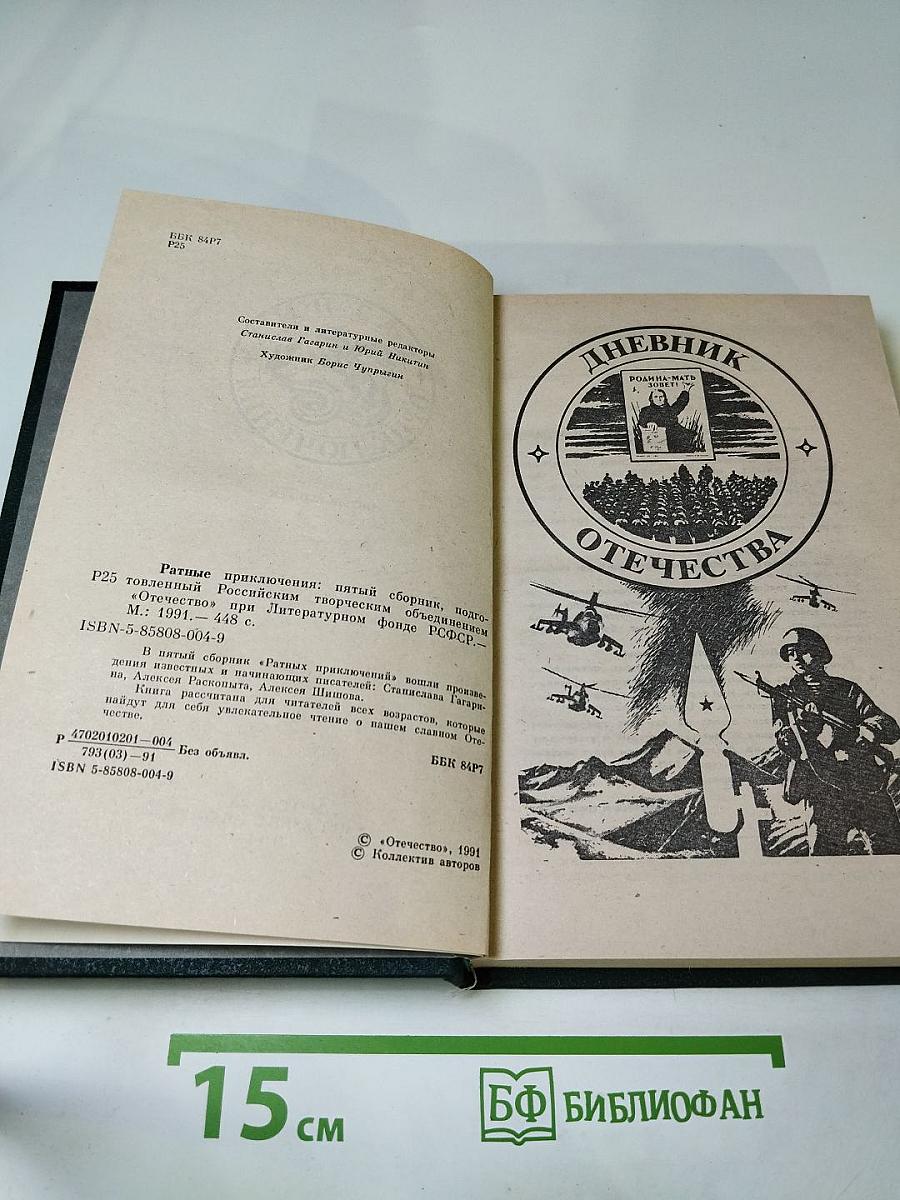 ББК 84Р7
Р25
Составители и литературные редакторы
Станислав Гагарин и Юрий Никитин
Художник Борис Чупрыгин
Ратные приключения: пятый сборник, подго-
Р25 товленный Российским творческим объединением
«Отечество» при Литературном фонде РСФСР.—
М.: 1991.— 448 с.
ISBN-5-85808-004-9
В пятый сборник «Ратных приключений» вошли произве-
дения известных и начинающих писателей: Станислава Гагари-
на, Алексея Раскопыта, Алексея Шишова.
Книга рассчитана для читателей всех возрастов, которые
найдут для себя увлекательное чтение о нашем славном Оте-
честве.
Р 4702010201—004
793(03)—91 Без объявл.
ББК 84Р7
ISBN 5-85808-004-9
© «Отечество», 1991
© Коллектив авторов
ДНЕВНИК
РОДИНА-МАТЬ
ЗОВЕТ!
ОТЕЧЕСТВА
15 см
БФ БИБЛИОФАН